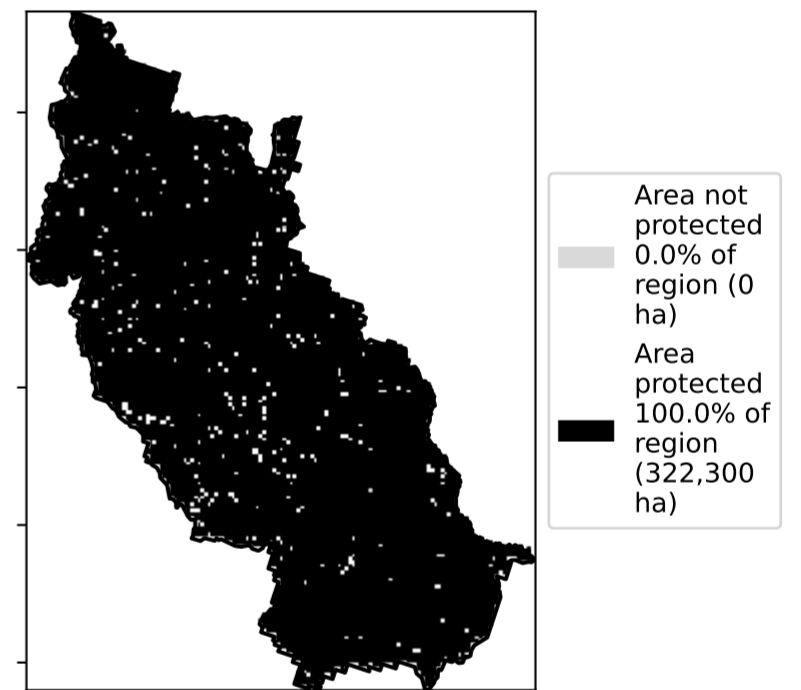 Area not
protected
0.0% of
region (0
ha)
Area
protected
100.0% of
region
(322,300
ha)